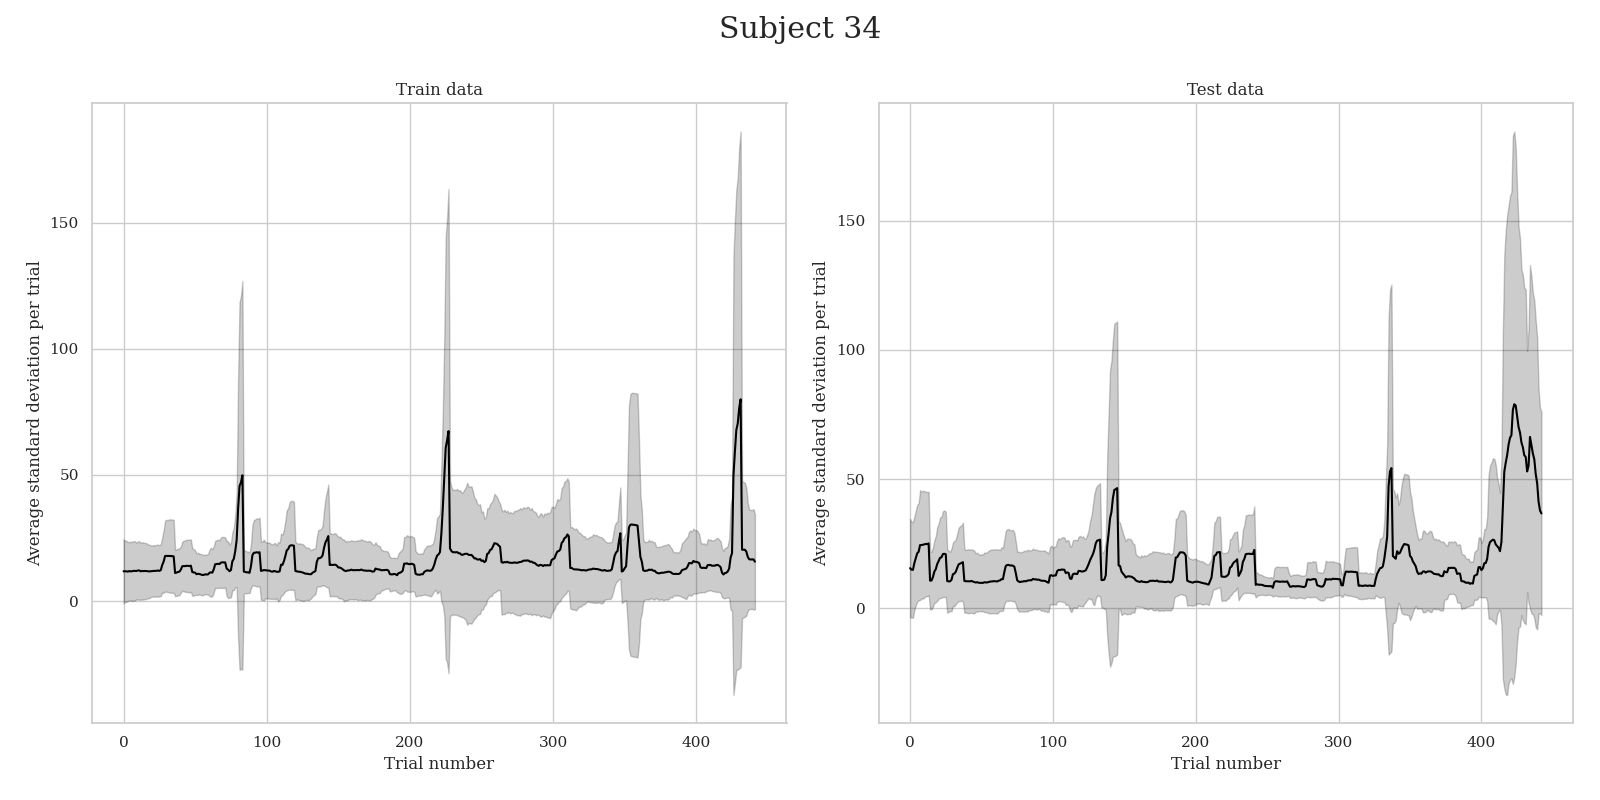 Subject 34
Train data
Average standard deviation per trial
150
100
50
0
0 100 200 300 400
Trial number
Test data
Average standard deviation per trial
150
100
50
0
0 100 200 300 400
Trial number